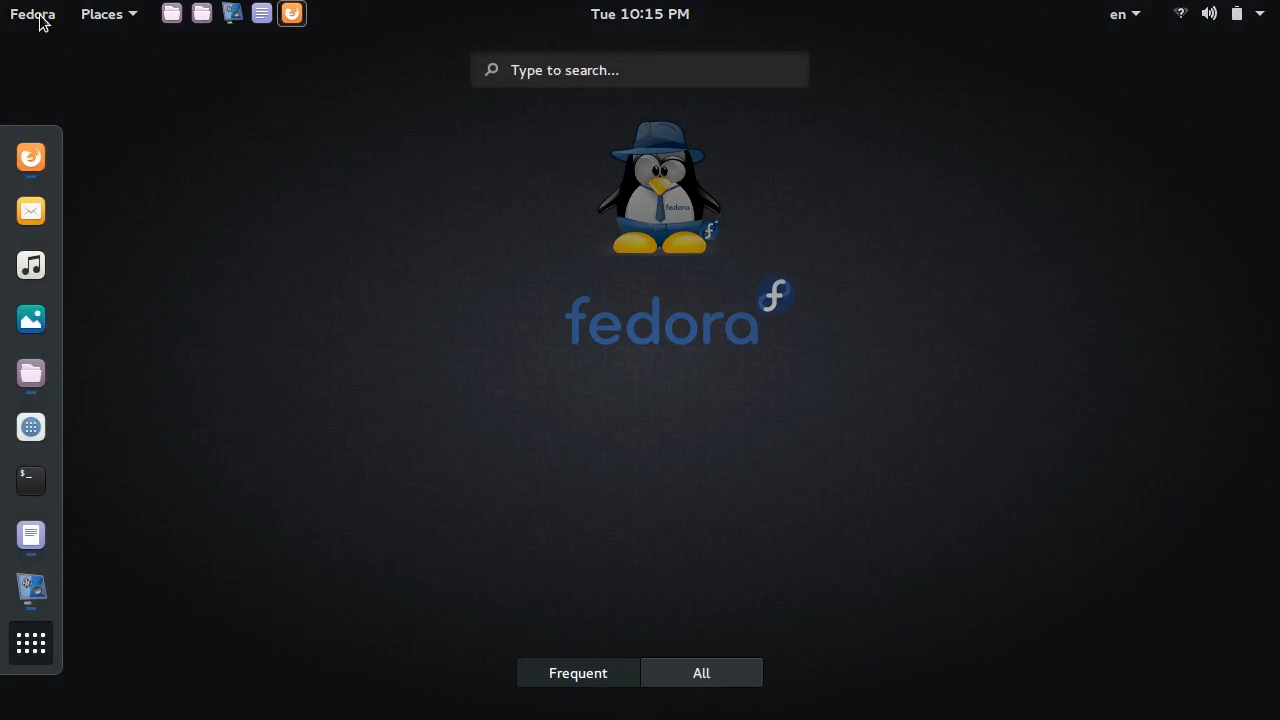 Fedora Places Tue 10:15 PM en
Type to search...
fedora
fedora
$_
Frequent All